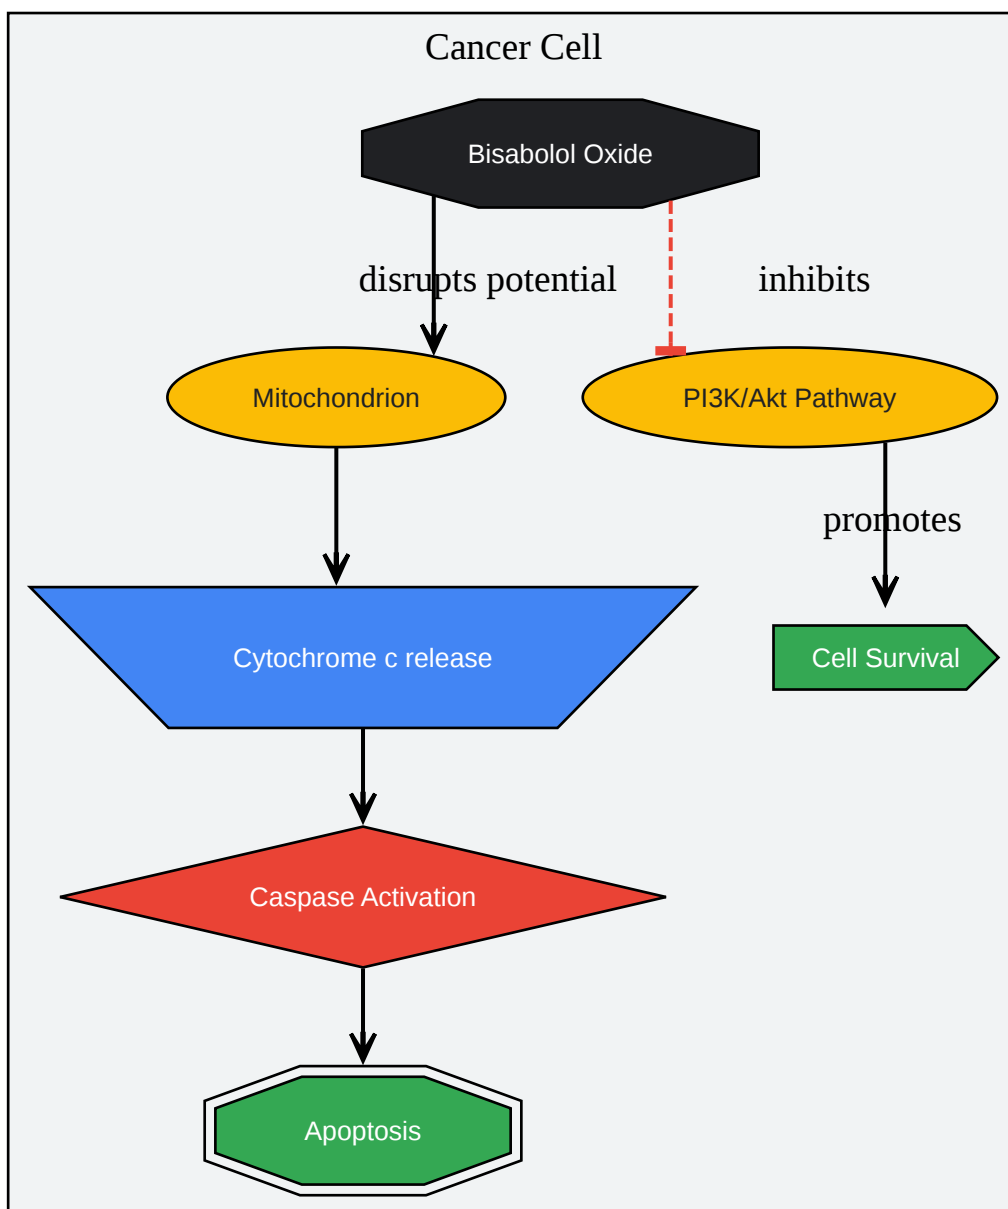 Cancer Cell
Bisabolol Oxide
disrupts potential
inhibits
Mitochondrion
PI3K/Akt Pathway
promotes
Cytochrome c release
Cell Survival
Caspase Activation
Apoptosis